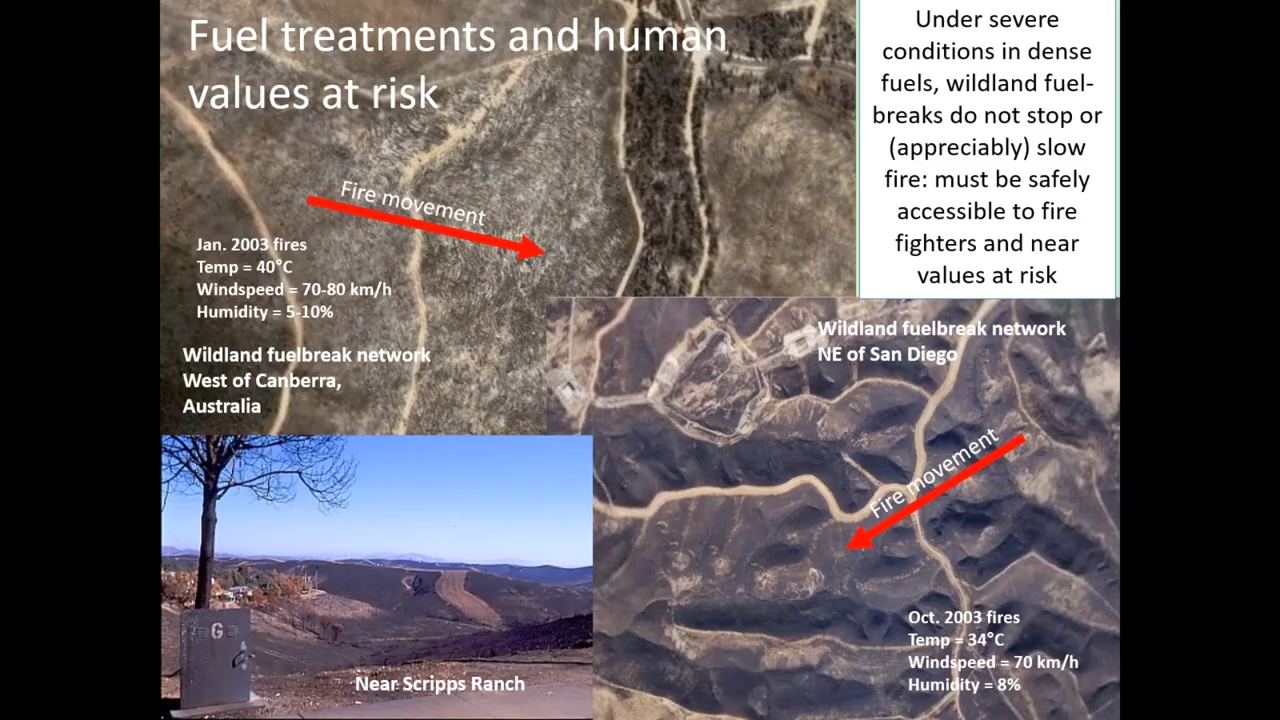 Fuel treatments and human
values at risk
Under severe
conditions in dense
fuels, wildland fuel-
breaks do not stop or
(appreciably) slow
fire: must be safely
accessible to fire
fighters and near
values at risk
Fire movement
Jan. 2003 fires
Temp = 40°C
Windspeed = 70-80 km/h
Humidity = 5-10%
Wildland fuelbreak network
West of Canberra,
Australia
Wildland fuelbreak network
NE of San Diego
Fire movement
Oct. 2003 fires
Temp = 34°C
Windspeed = 70 km/h
Humidity = 8%
G
Near Scripps Ranch